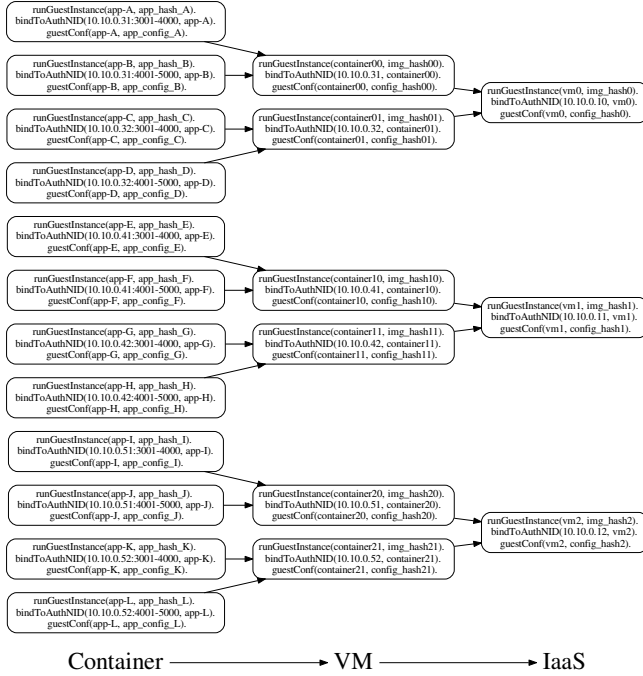 runGuestInstance(app-A, app_hash_A).
bindToAuthNID(10.10.0.31:3001-4000, app-A)
guestConf(app-A, app_config_A).
runGuestInstance(app-B, app_hash_B).
bindToAuthNID(10.10.0.31:4001-5000, app-B)
guestConf(app-B, app_config_B).
runGuestInstance(app-C, app_hash_C).
bindToAuthNID(10.10.0.32:3001-4000, app-C)
guestConf(app-C, app_config_C).
runGuestInstance(app-D, app_hash_D).
bindToAuthNID(10.10.0.32:4001-5000, app-D)
guestConf(app-D, app_config_D).
runGuestInstance(app-E, app_hash_E).
bindToAuthNID(10.10.0.41:3001-4000, app-E)
guestConf(app-E, app_config_E).
runGuestInstance(app-F, app_hash_F).
bindToAuthNID(10.10.0.41:4001-5000, app-F)
guestConf(app-F, app_config_F).
runGuestInstance(app-G, app_hash_G).
bindToAuthNID(10.10.0.42:3001-4000, app-G)
guestConf(app-G, app_config_G).
runGuestInstance(app-H, app_hash_H).
bindToAuthNID(10.10.0.42:4001-5000, app-H)
guestConf(app-H, app_config_H).
runGuestInstance(app-I, app_hash_I).
bindToAuthNID(10.10.0.51:3001-4000, app-I)
guestConf(app-I, app_config_I).
runGuestInstance(app-J, app_hash_J).
bindToAuthNID(10.10.0.51:4001-5000, app-J)
guestConf(app-J, app_config_J).
runGuestInstance(app-K, app_hash_K).
bindToAuthNID(10.10.0.52:3001-4000, app-K)
guestConf(app-K, app_config_K).
runGuestInstance(app-L, app_hash_L).
bindToAuthNID(10.10.0.52:4001-5000, app-L)
guestConf(app-L, app_config_L).
runGuestInstance(container00, img_hash00).
bindToAuthNID(10.10.0.31, container00)
guestConf(container00, config_hash00).
runGuestInstance(container01, img_hash01).
bindToAuthNID(10.10.0.32, container01)
guestConf(container01, config_hash01).
runGuestInstance(container10, img_hash10).
bindToAuthNID(10.10.0.41, container10)
guestConf(container10, config_hash10).
runGuestInstance(container11, img_hash11).
bindToAuthNID(10.10.0.42, container11)
guestConf(container11, config_hash11).
runGuestInstance(container20, img_hash20).
bindToAuthNID(10.10.0.51, container20)
guestConf(container20, config_hash20).
runGuestInstance(container21, img_hash21).
bindToAuthNID(10.10.0.52, container21)
guestConf(container21, config_hash21).
runGuestInstance(vm0, img_hash0).
bindToAuthNID(10.10.0.10, vm0)
guestConf(vm0, config_hash0).
runGuestInstance(vm1, img_hash1).
bindToAuthNID(10.10.0.11, vm1)
guestConf(vm1, config_hash1).
runGuestInstance(vm2, img_hash2).
bindToAuthNID(10.10.0.12, vm2)
guestConf(vm2, config_hash2).
Container VM IaaS